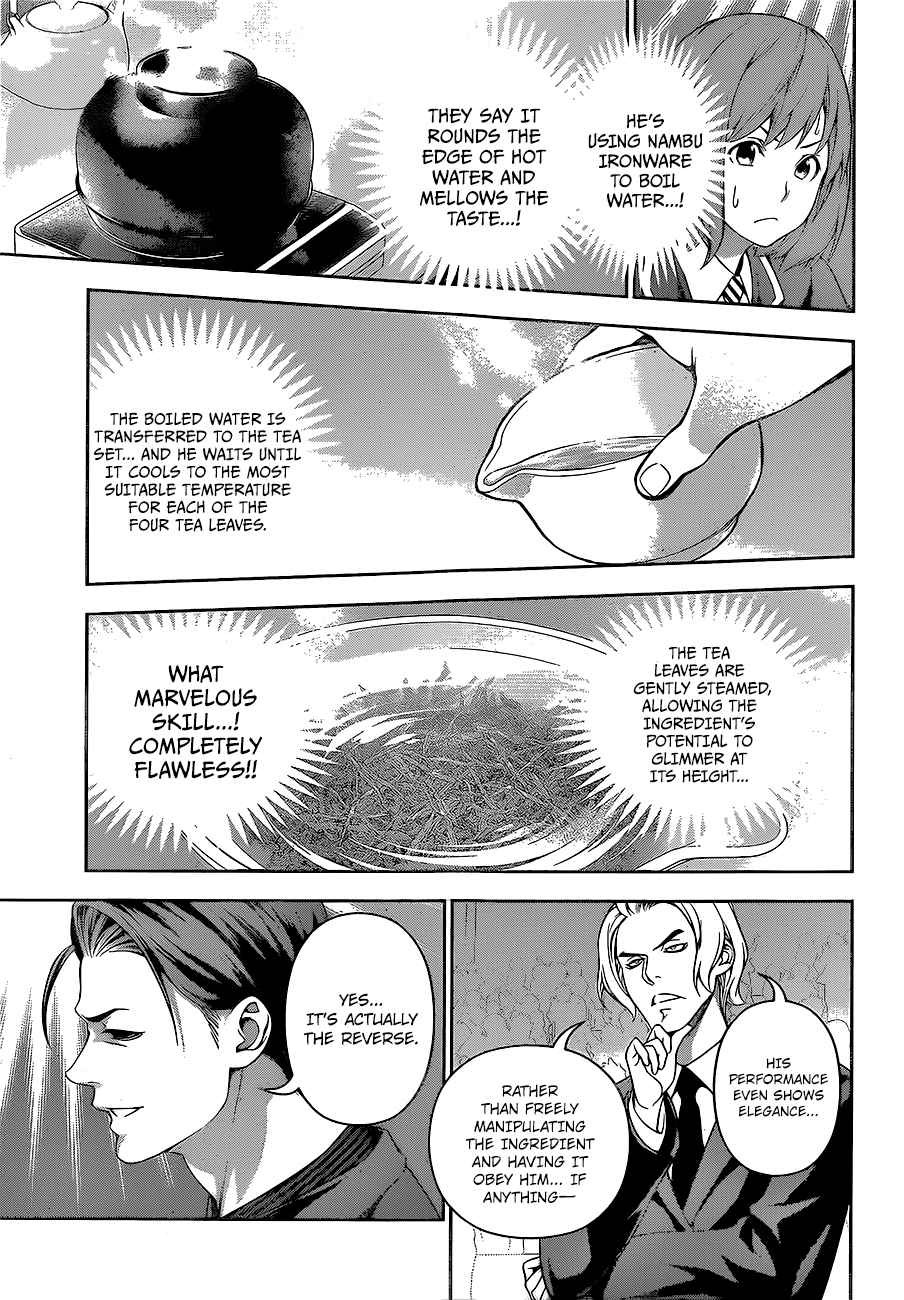 HE'S
USING NAMBU
IRONWARE
TO BOIL
WATER...!
THEY SAY IT
ROUNDS THE
EDGE OF HOT
WATER AND
MELLOWS THE
TASTE...!
THE BOILED WATER IS
TRANSFERRED TO THE TEA
SET... AND HE WAITS UNTIL
IT COOLS TO THE MOST
SUITABLE TEMPERATURE
FOR EACH OF THE
FOUR TEA LEAVES.
THE TEA
LEAVES ARE
GENTLY STEAMED,
ALLOWING THE
INGREDIENT'S
POTENTIAL TO
GLIMMER AT
ITS HEIGHT...
WHAT
MARVELOUS
SKILL...!
COMPLETELY
FLAWLESS!!
HIS
PERFORMANCE
EVEN SHOWS
ELEGANCE...
RATHER
THAN FREELY
MANIPULATING
THE INGREDIENT
AND HAVING IT
OBEY HIM... IF
ANYTHING—
YES...
IT'S ACTUALLY
THE REVERSE.